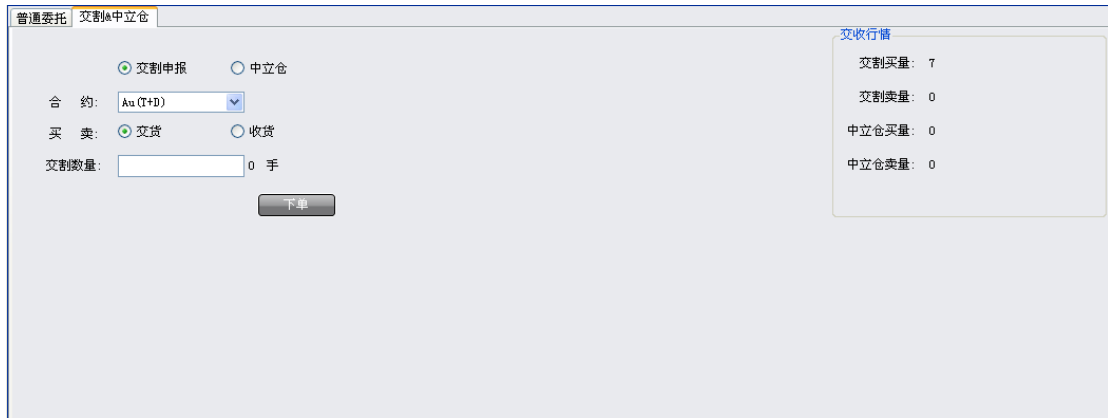 普通委托 交割&中立仓
交割申报 中立仓
合 约: Au(T+D)
买 卖: 交货 收货
交割数量: 0 手
下单
交收行情
交割买量: 7
交割卖量: 0
中立仓买量: 0
中立仓卖量: 0